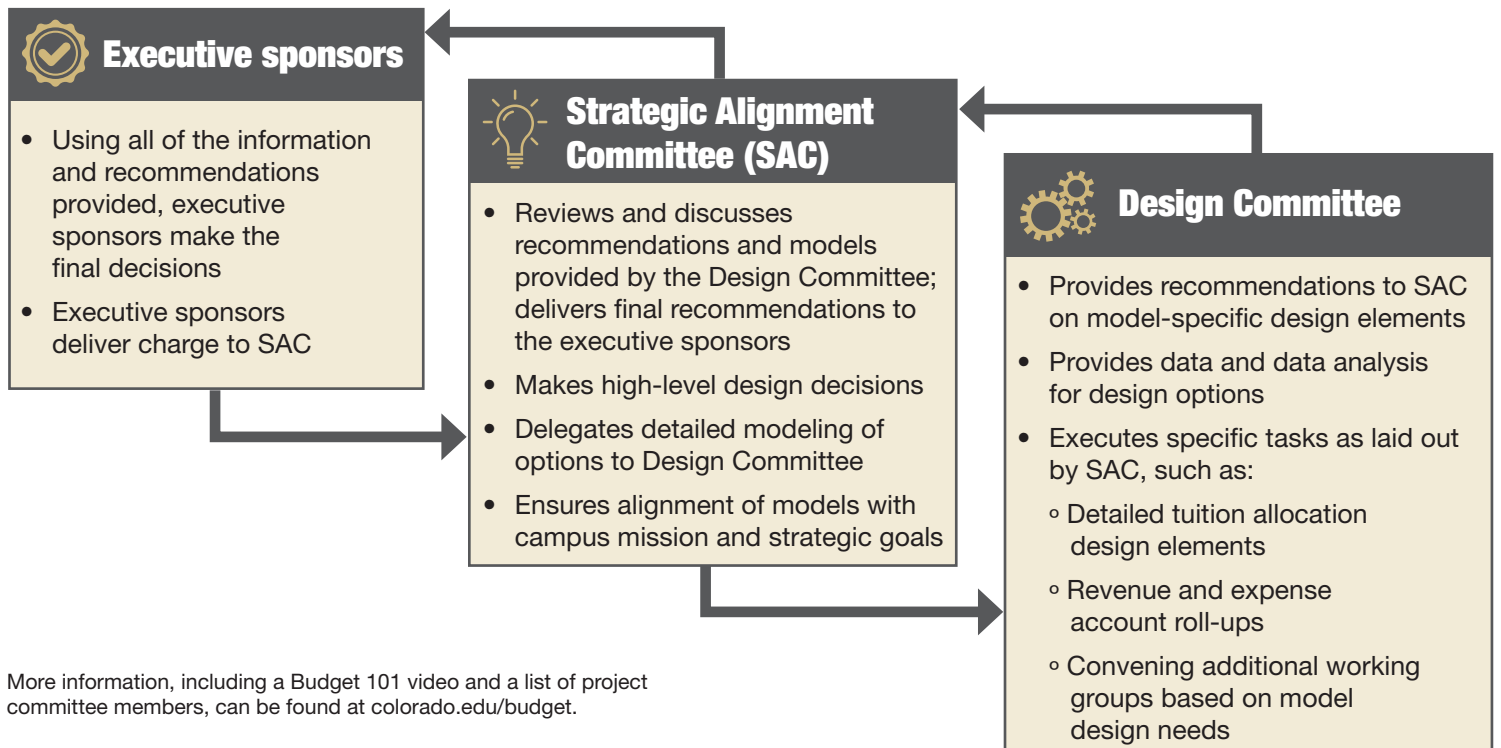 Executive sponsors
• Using all of the information
and recommendations
provided, executive
sponsors make the
final decisions
• Executive sponsors
deliver charge to SAC
Strategic Alignment
Committee (SAC)
• Reviews and discusses
recommendations and models
provided by the Design Committee;
delivers final recommendations to
the executive sponsors
• Makes high-level design decisions
• Delegates detailed modeling of
options to Design Committee
• Ensures alignment of models with
campus mission and strategic goals
Design Committee
• Provides recommendations to SAC
on model-specific design elements
• Provides data and data analysis
for design options
• Executes specific tasks as laid out
by SAC, such as:
º Detailed tuition allocation
design elements
º Revenue and expense
account roll-ups
º Convening additional working
groups based on model
design needs
More information, including a Budget 101 video and a list of project
committee members, can be found at colorado.edu/budget.